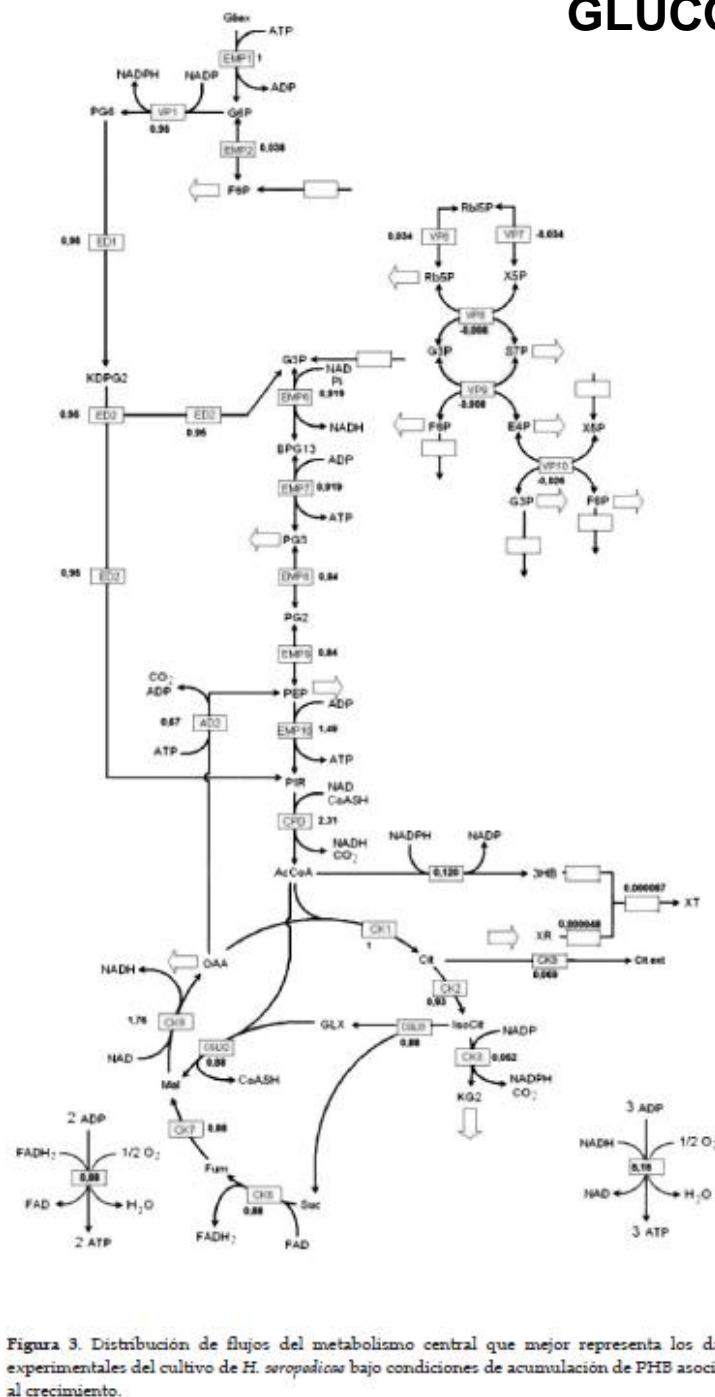 GLUCO
Glcex
ATP
EMP1 1
ADP
NADPH NADP
PG6 VP1 G6P
0,96
EMP2 0,038
F6P
Rbl5P
0,034 VP6 VP7 -0,034
Rb5P X5P
VP8
-0,008
G3P S7P
VP9
-0,008
F6P E4P X5P
VP10
-0,026
G3P F6P
0,96 ED1
KDPG2
0,96 ED2 ED2
0,96
G3P
NAD
Pi
EMP6 0,919
NADH
BPG13
ADP
EMP7 0,919
ATP
PG3
0,96 ED2
EMP8 0,84
PG2
EMP9 0,84
CO2
ADP
PEP
ADP
0,67 AD2
EMP10 1,49
ATP
ATP
PIR
NAD
CoASH
CPD 2,31
NADH
CO2
NADPH NADP
AcCoA 0,120 3HB
0,000067
XT
0,000048
XR
CK1
1
OAA
Cit CK9 Cit ext
0,069
NADH
CK2
0,93
1,76 CK8
GLX IsoCit
0,88
NADP
NAD
0,88
CoASH
CK3 0,052
Mal
NADPH
CO2
KG2
2 ADP
CK7 0,88
3 ADP
FADH2 1/2 O2
Fum
NADH 1/2 O2
0,88
CK6 Suc
0,88
FAD H2O
NAD H2O
FADH2 FAD
2 ATP
3 ATP
Figura 3. Distribución de flujos del metabolismo central que mejor representa los da
experimentales del cultivo de H. seropedicae bajo condiciones de acumulación de PHB asoci
al crecimiento.